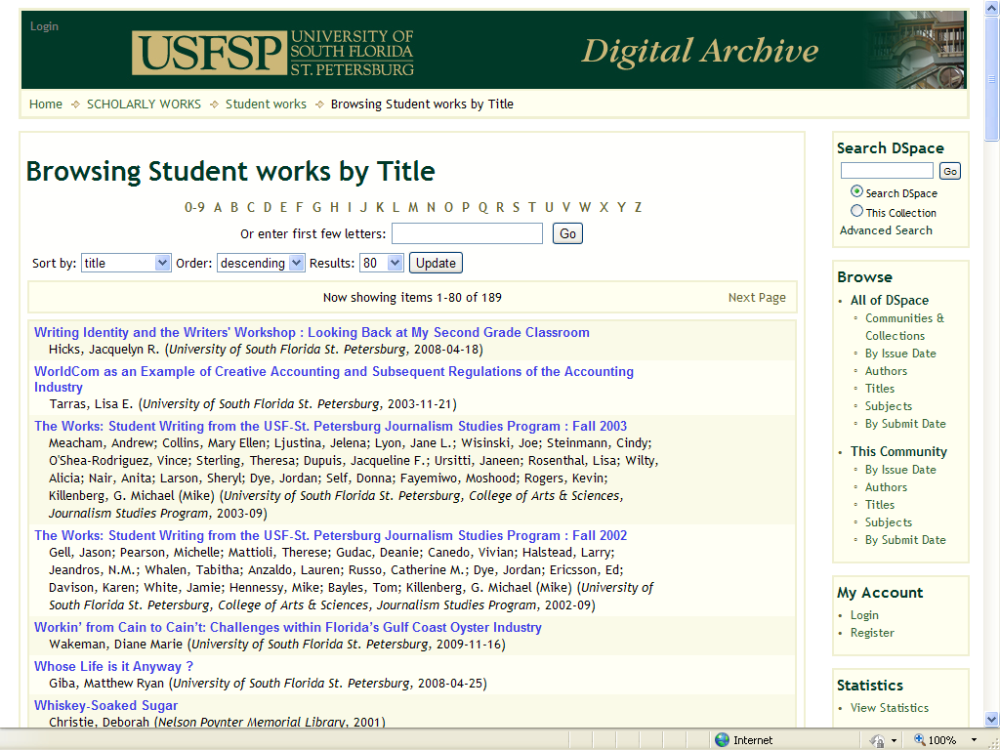 Login
USFSP UNIVERSITY OF
SOUTH FLORIDA
ST. PETERSBURG
Digital Archive
Home SCHOLARLY WORKS Student works Browsing Student works by Title
Browsing Student works by Title
0-9 A B C D E F G H I J K L M N O P Q R S T U V W X Y Z
Or enter first few letters: Go
Sort by: title Order: descending Results: 80 Update
Now showing items 1-80 of 189 Next Page
Writing Identity and the Writers' Workshop : Looking Back at My Second Grade Classroom
Hicks, Jacquelyn R. (University of South Florida St. Petersburg, 2008-04-18)
WorldCom as an Example of Creative Accounting and Subsequent Regulations of the Accounting
Industry
Tarras, Lisa E. (University of South Florida St. Petersburg, 2003-11-21)
The Works: Student Writing from the USF-St. Petersburg Journalism Studies Program : Fall 2003
Meacham, Andrew; Collins, Mary Ellen; Ljustina, Jelena; Lyon, Jane L.; Wisinski, Joe; Steinmann, Cindy;
O'Shea-Rodriguez, Vince; Sterling, Theresa; Dupuis, Jacqueline F.; Ursitti, Janeen; Rosenthal, Lisa; Wilty,
Alicia; Nair, Anita; Larson, Sheryl; Dye, Jordan; Self, Donna; Fayemiwo, Moshood; Rogers, Kevin;
Killenberg, G. Michael (Mike) (University of South Florida St. Petersburg, College of Arts & Sciences,
Journalism Studies Program, 2003-09)
The Works: Student Writing from the USF-St. Petersburg Journalism Studies Program : Fall 2002
Gell, Jason; Pearson, Michelle; Mattioli, Therese; Gudac, Deanie; Canedo, Vivian; Halstead, Larry;
Jeandros, N.M.; Whalen, Tabitha; Anzaldo, Lauren; Russo, Catherine M.; Dye, Jordan; Ericsson, Ed;
Davison, Karen; White, Jamie; Hennessy, Mike; Bayles, Tom; Killenberg, G. Michael (Mike) (University of
South Florida St. Petersburg, College of Arts & Sciences, Journalism Studies Program, 2002-09)
Workin’ from Cain to Cain’t: Challenges within Florida’s Gulf Coast Oyster Industry
Wakeman, Diane Marie (University of South Florida St. Petersburg, 2009-11-16)
Whose Life is it Anyway ?
Giba, Matthew Ryan (University of South Florida St. Petersburg, 2008-04-25)
Whiskey-Soaked Sugar
Christie, Deborah (Nelson Poynter Memorial Library, 2001)
Search DSpace
Go
Search DSpace
This Collection
Advanced Search
Browse
All of DSpace
Communities &
Collections
By Issue Date
Authors
Titles
Subjects
By Submit Date
This Community
By Issue Date
Authors
Titles
Subjects
By Submit Date
My Account
Login
Register
Statistics
View Statistics
Internet 100%